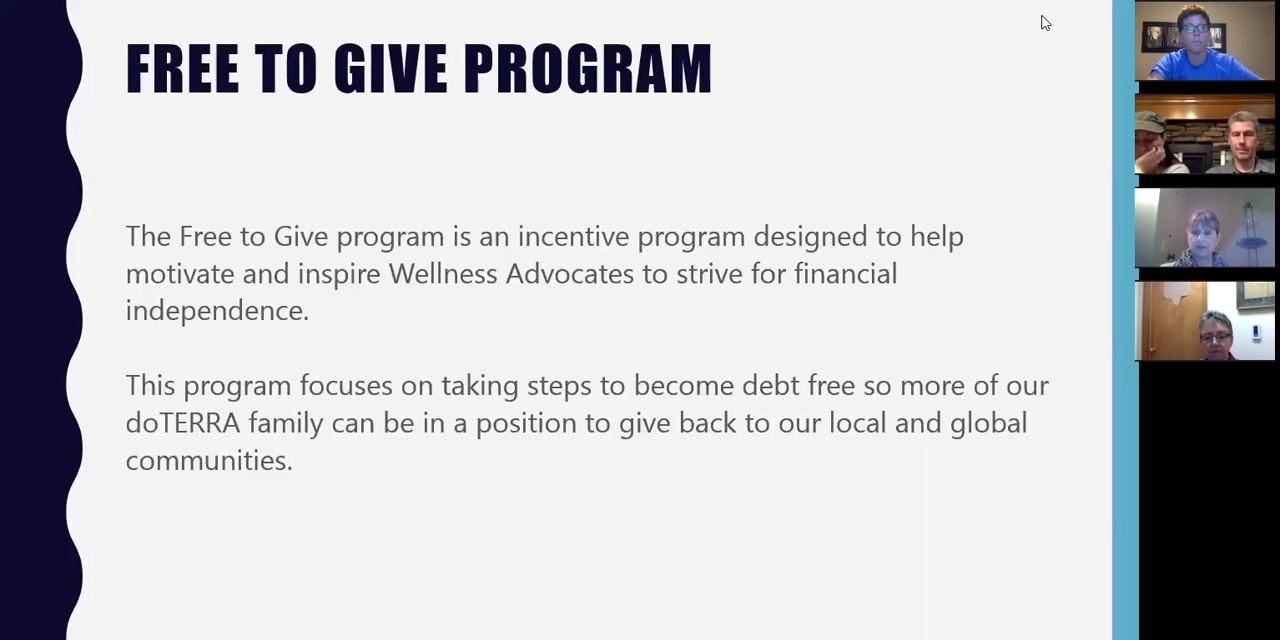 FREE TO GIVE PROGRAM
The Free to Give program is an incentive program designed to help
motivate and inspire Wellness Advocates to strive for financial
independence.
This program focuses on taking steps to become debt free so more of our
doTERRA family can be in a position to give back to our local and global
communities.